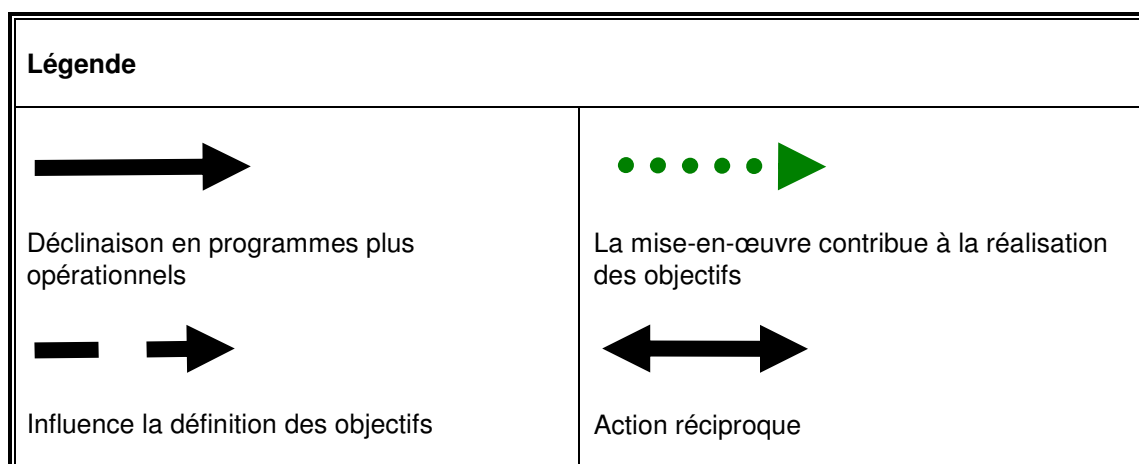 Légende
Déclinaison en programmes plus
opérationnels
La mise-en-œuvre contribue à la réalisation
des objectifs
Influence la définition des objectifs
Action réciproque